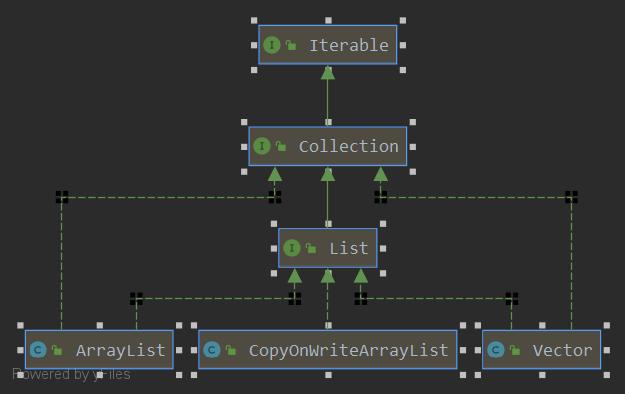 I Iterable
I Collection
I List
C ArrayList
C CopyOnWriteArrayList
C Vector
Powered by yFiles